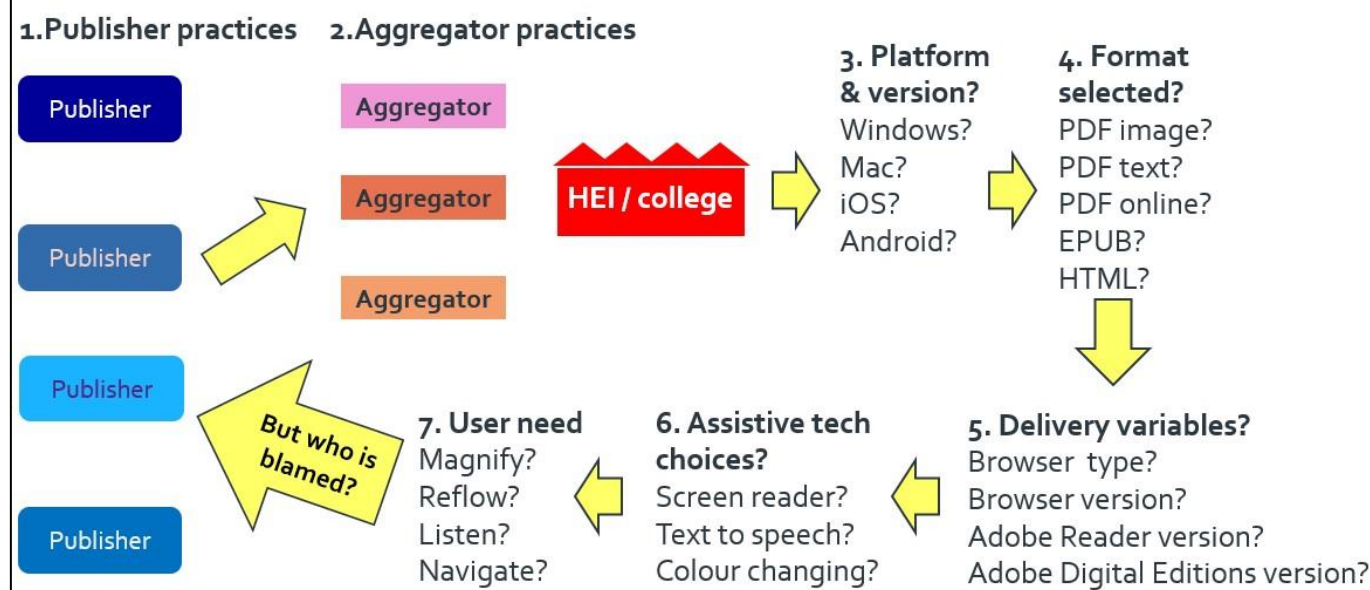 1.Publisher practices
Publisher
Publisher
Publisher
Publisher
2.Aggregator practices
Aggregator
Aggregator
Aggregator
HEI / college
3. Platform
& version?
Windows?
Mac?
iOS?
Android?
4. Format
selected?
PDF image?
PDF text?
PDF online?
EPUB?
HTML?
5. Delivery variables?
Browser type?
Browser version?
Adobe Reader version?
Adobe Digital Editions version?
6. Assistive tech
choices?
Screen reader?
Text to speech?
Colour changing?
7. User need
Magnify?
Reflow?
Listen?
Navigate?
But who is
blamed?